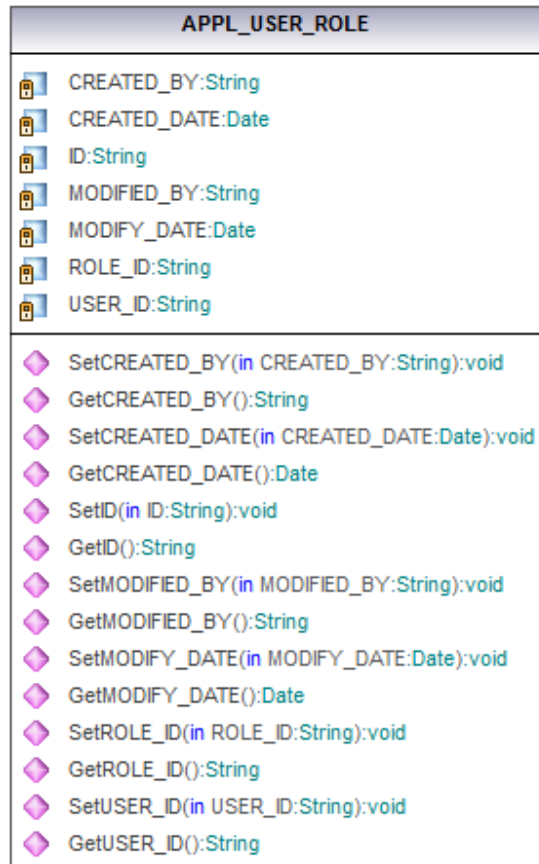 APPL_USER_ROLE
CREATED_BY:String
CREATED_DATE:Date
ID:String
MODIFIED_BY:String
MODIFY_DATE:Date
ROLE_ID:String
USER_ID:String
SetCREATED_BY(in CREATED_BY:String):void
GetCREATED_BY():String
SetCREATED_DATE(in CREATED_DATE:Date):void
GetCREATED_DATE():Date
SetID(in ID:String):void
GetID():String
SetMODIFIED_BY(in MODIFIED_BY:String):void
GetMODIFIED_BY():String
SetMODIFY_DATE(in MODIFY_DATE:Date):void
GetMODIFY_DATE():Date
SetROLE_ID(in ROLE_ID:String):void
GetROLE_ID():String
SetUSER_ID(in USER_ID:String):void
GetUSER_ID():String